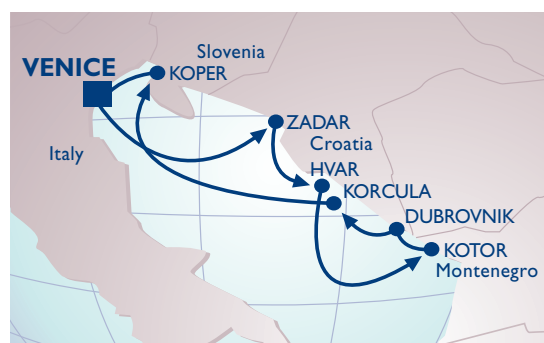 Slovenia
VENICE
KOPER
ZADAR
Croatia
Italy
HVAR
KORCULA
DUBROVNIK
KOTOR
Montenegro